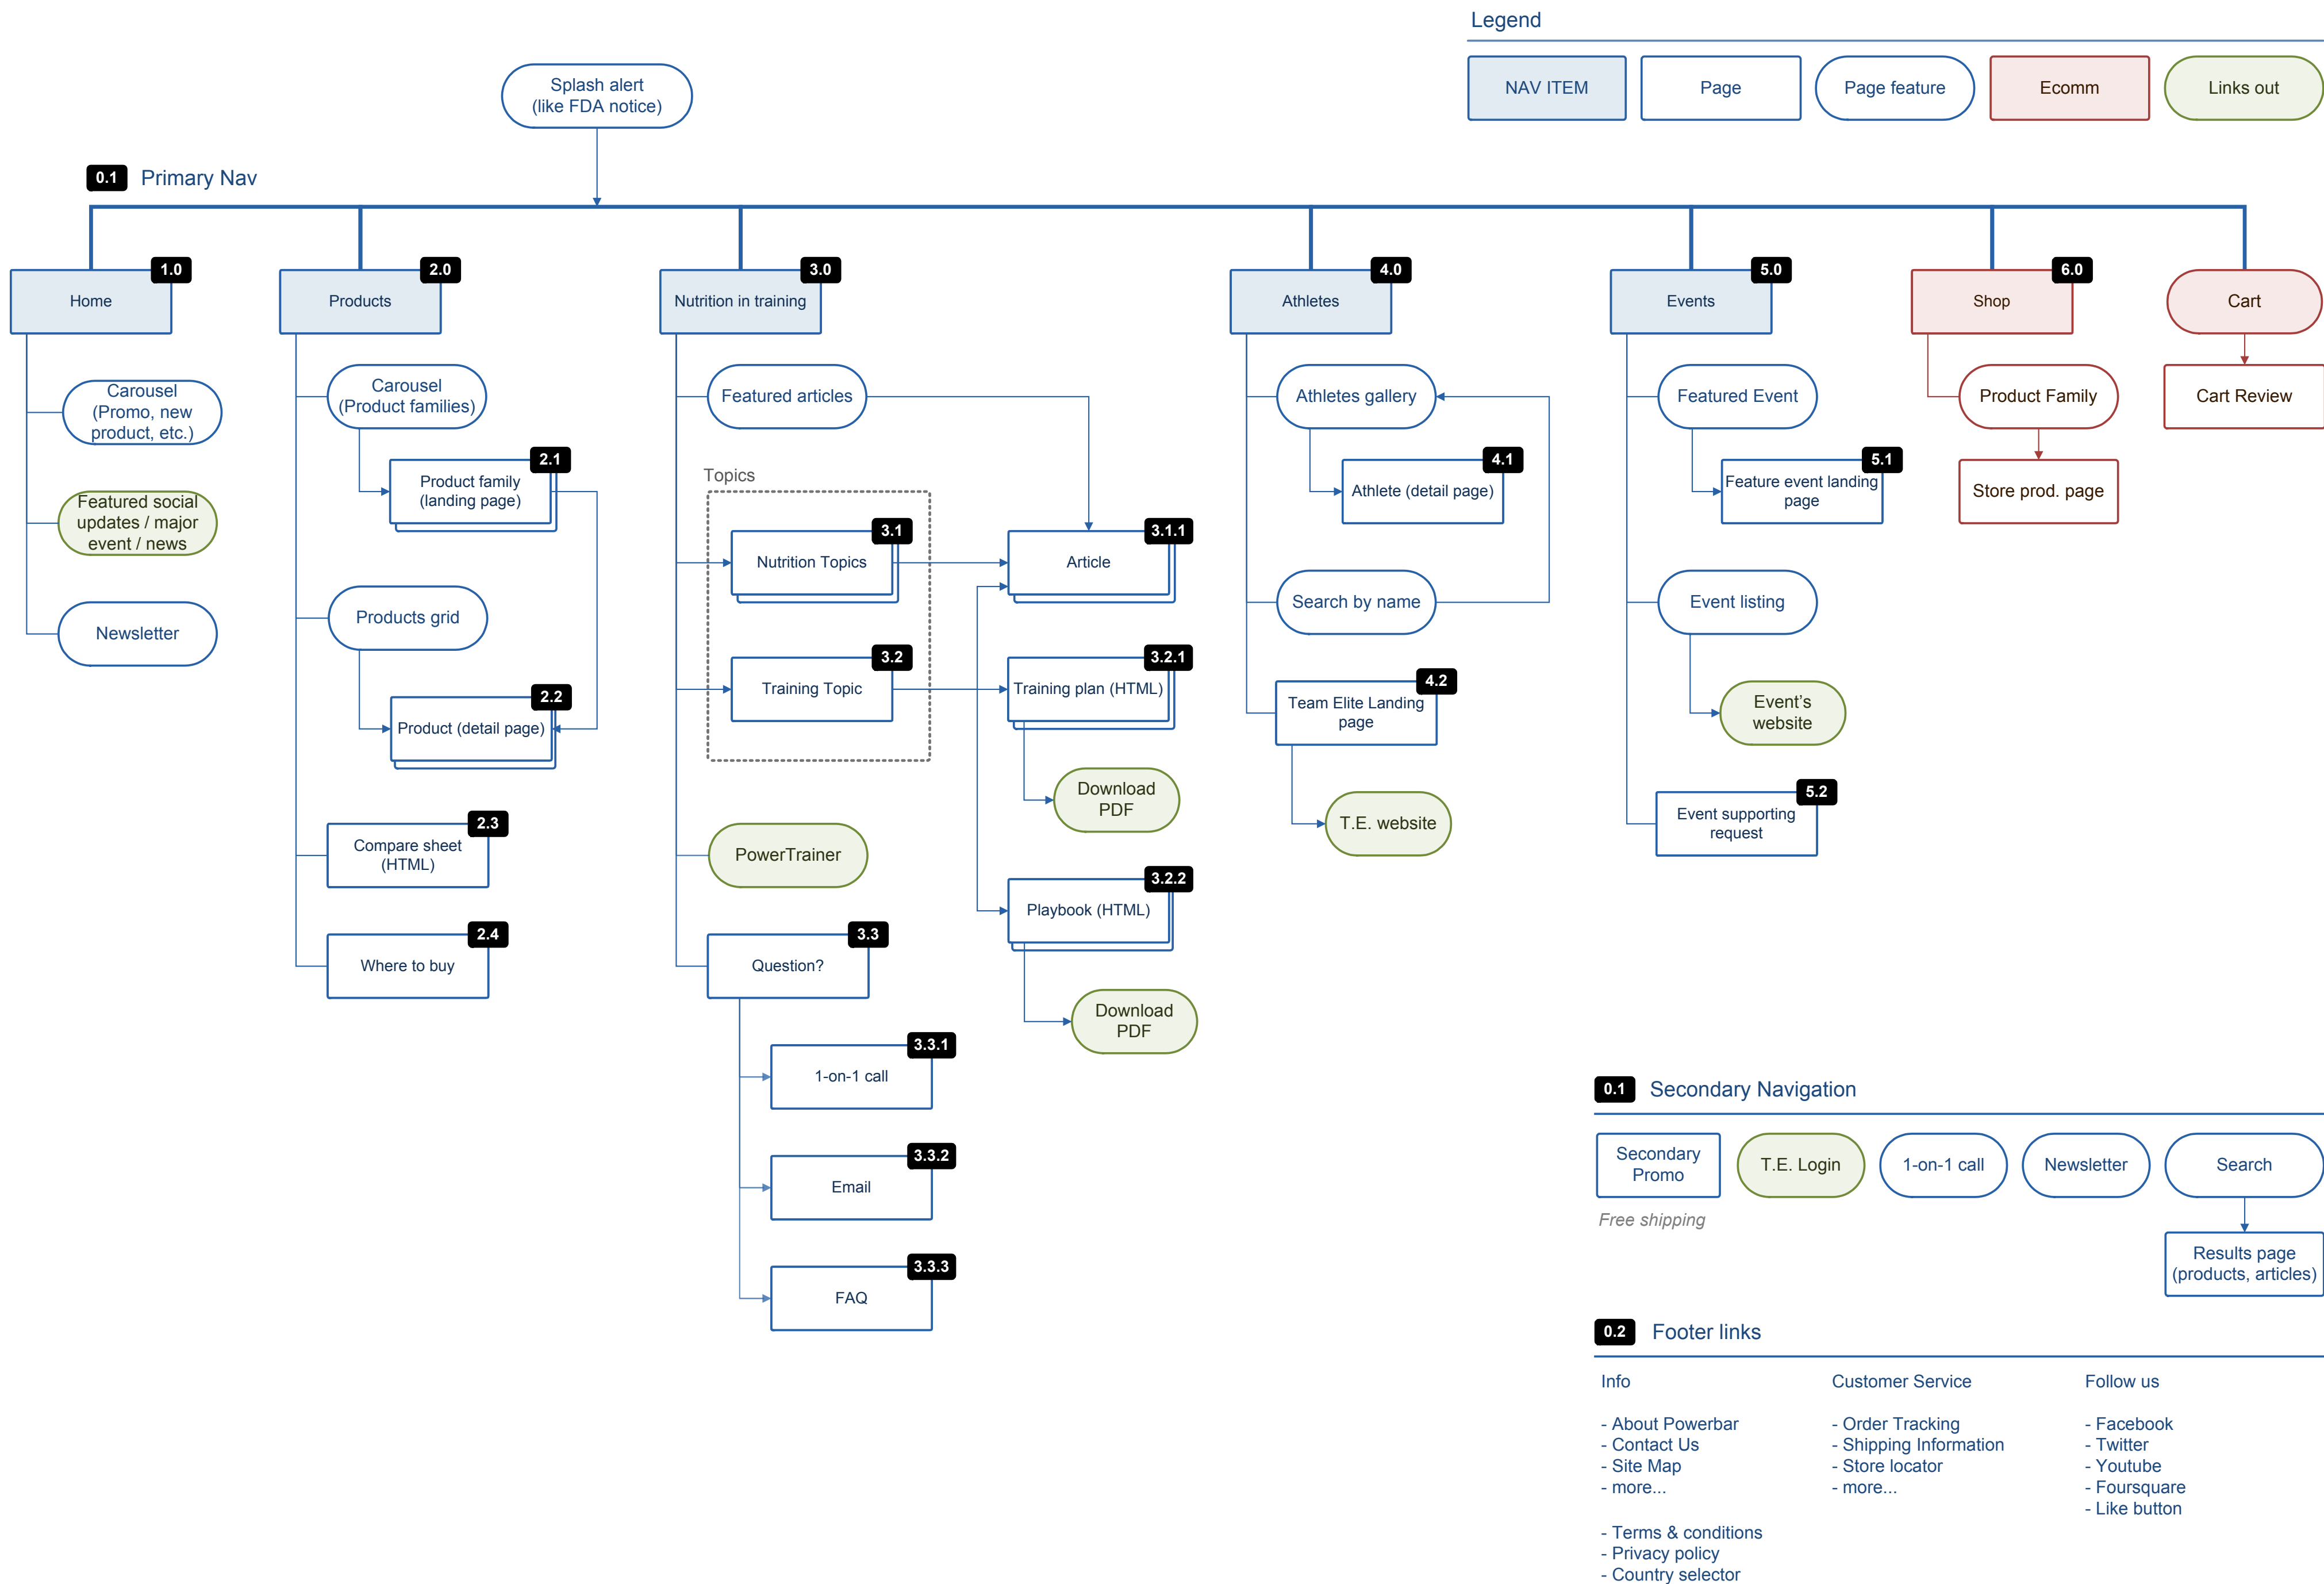 Legend
NAV ITEM
Page
Page feature
Ecomm
Links out
Splash alert
(like FDA notice)
0.1 Primary Nav
1.0
Home
Carousel
(Promo, new
product, etc.)
Featured social
updates / major
event / news
Newsletter
2.0
Products
Carousel
(Product families)
2.1
Product family
(landing page)
Products grid
2.2
Product (detail page)
2.3
Compare sheet
(HTML)
2.4
Where to buy
3.0
Nutrition in training
Featured articles
Topics
3.1
Nutrition Topics
3.1.1
Article
3.2
Training Topic
3.2.1
Training plan (HTML)
Download
PDF
PowerTrainer
3.2.2
Playbook (HTML)
Download
PDF
3.3
Question?
3.3.1
1-on-1 call
3.3.2
Email
3.3.3
FAQ
4.0
Athletes
Athletes gallery
4.1
Athlete (detail page)
Search by name
4.2
Team Elite Landing
page
T.E. website
5.0
Events
Featured Event
5.1
Feature event landing
page
Event listing
Event's
website
5.2
Event supporting
request
6.0
Shop
Product Family
Store prod. page
Cart
Cart Review
0.1 Secondary Navigation
Secondary
Promo
Free shipping
T.E. Login
1-on-1 call
Newsletter
Search
Results page
(products, articles)
0.2 Footer links
Info
- About Powerbar
- Contact Us
- Site Map
- more...
- Terms & conditions
- Privacy policy
- Country selector
Customer Service
- Order Tracking
- Shipping Information
- Store locator
- more...
Follow us
- Facebook
- Twitter
- Youtube
- Foursquare
- Like button